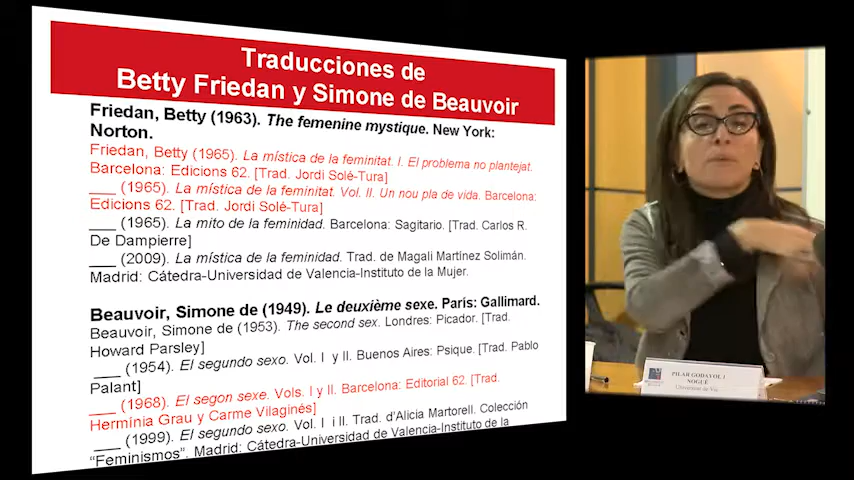 Traducciones de
Betty Friedan y Simone de Beauvoir
Friedan, Betty (1963). The femenine mystique. New York:
Norton.
Friedan, Betty (1965). La mística de la feminitat. I. El problema no plantejat.
Barcelona: Edicions 62. [Trad. Jordi Solé-Tura]
___ (1965). La mística de la feminitat. Vol. II. Un nou pla de vida. Barcelona:
Edicions 62. [Trad. Jordi Solé-Tura]
___ (1965). La mito de la feminidad. Barcelona: Sagitario. [Trad. Carlos R.
De Dampierre]
___ (2009). La mística de la feminidad. Trad. de Magali Martínez Solimán.
Madrid: Cátedra-Universidad de Valencia-Instituto de la Mujer.
Beauvoir, Simone de (1949). Le deuxième sexe. París: Gallimard.
Beauvoir, Simone de (1953). The second sex. Londres: Picador. [Trad.
Howard Parsley]
___ (1954). El segundo sexo. Vol. I y II. Buenos Aires: Psique. [Trad. Pablo
Palant]
___ (1968). El segon sexe. Vols. I y II. Barcelona: Editorial 62. [Trad.
Hermínia Grau y Carme Vilaginés]
___ (1999). El segundo sexo. Vol. I i II. Trad. d'Alicia Martorell. Colección
"Feminismos". Madrid: Cátedra-Universidad de Valencia-Instituto de la
PILAR GODAYOL I
NOGUÉ
Universitat de Vic